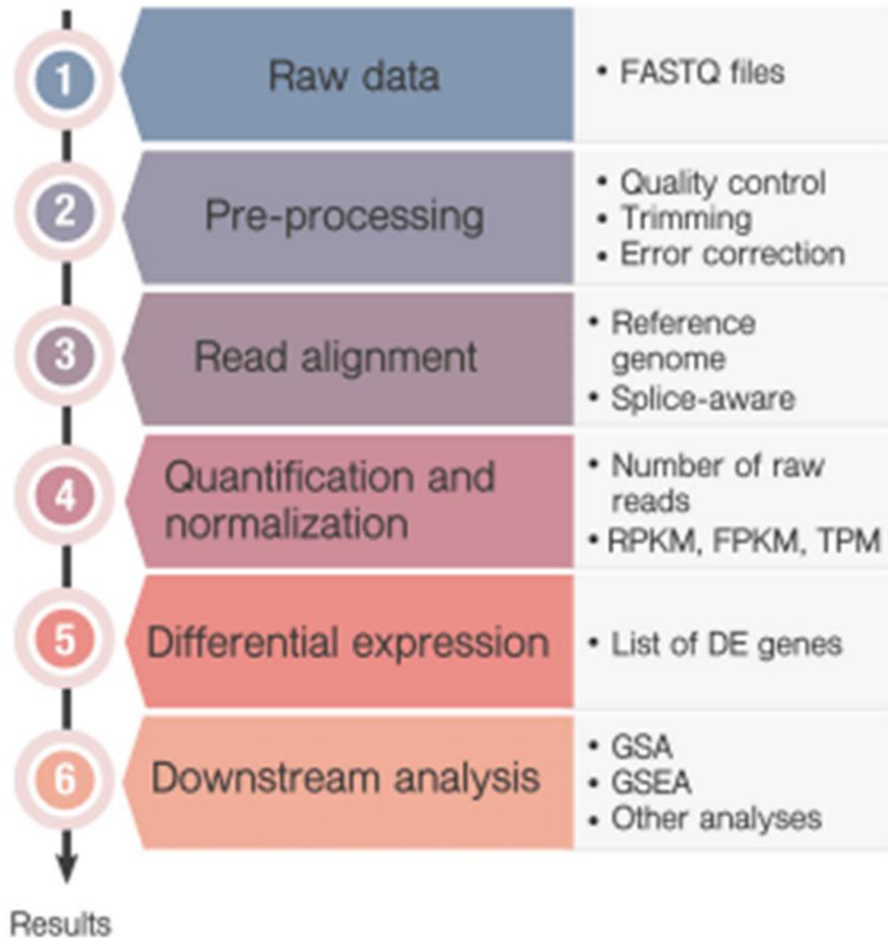 1
Raw data
• FASTQ files
2
Pre-processing
• Quality control
• Trimming
• Error correction
3
Read alignment
• Reference
genome
• Splice-aware
4
Quantification and
normalization
• Number of raw
reads
• RPKM, FPKM, TPM
5
Differential expression
• List of DE genes
6
Downstream analysis
• GSA
• GSEA
• Other analyses
Results